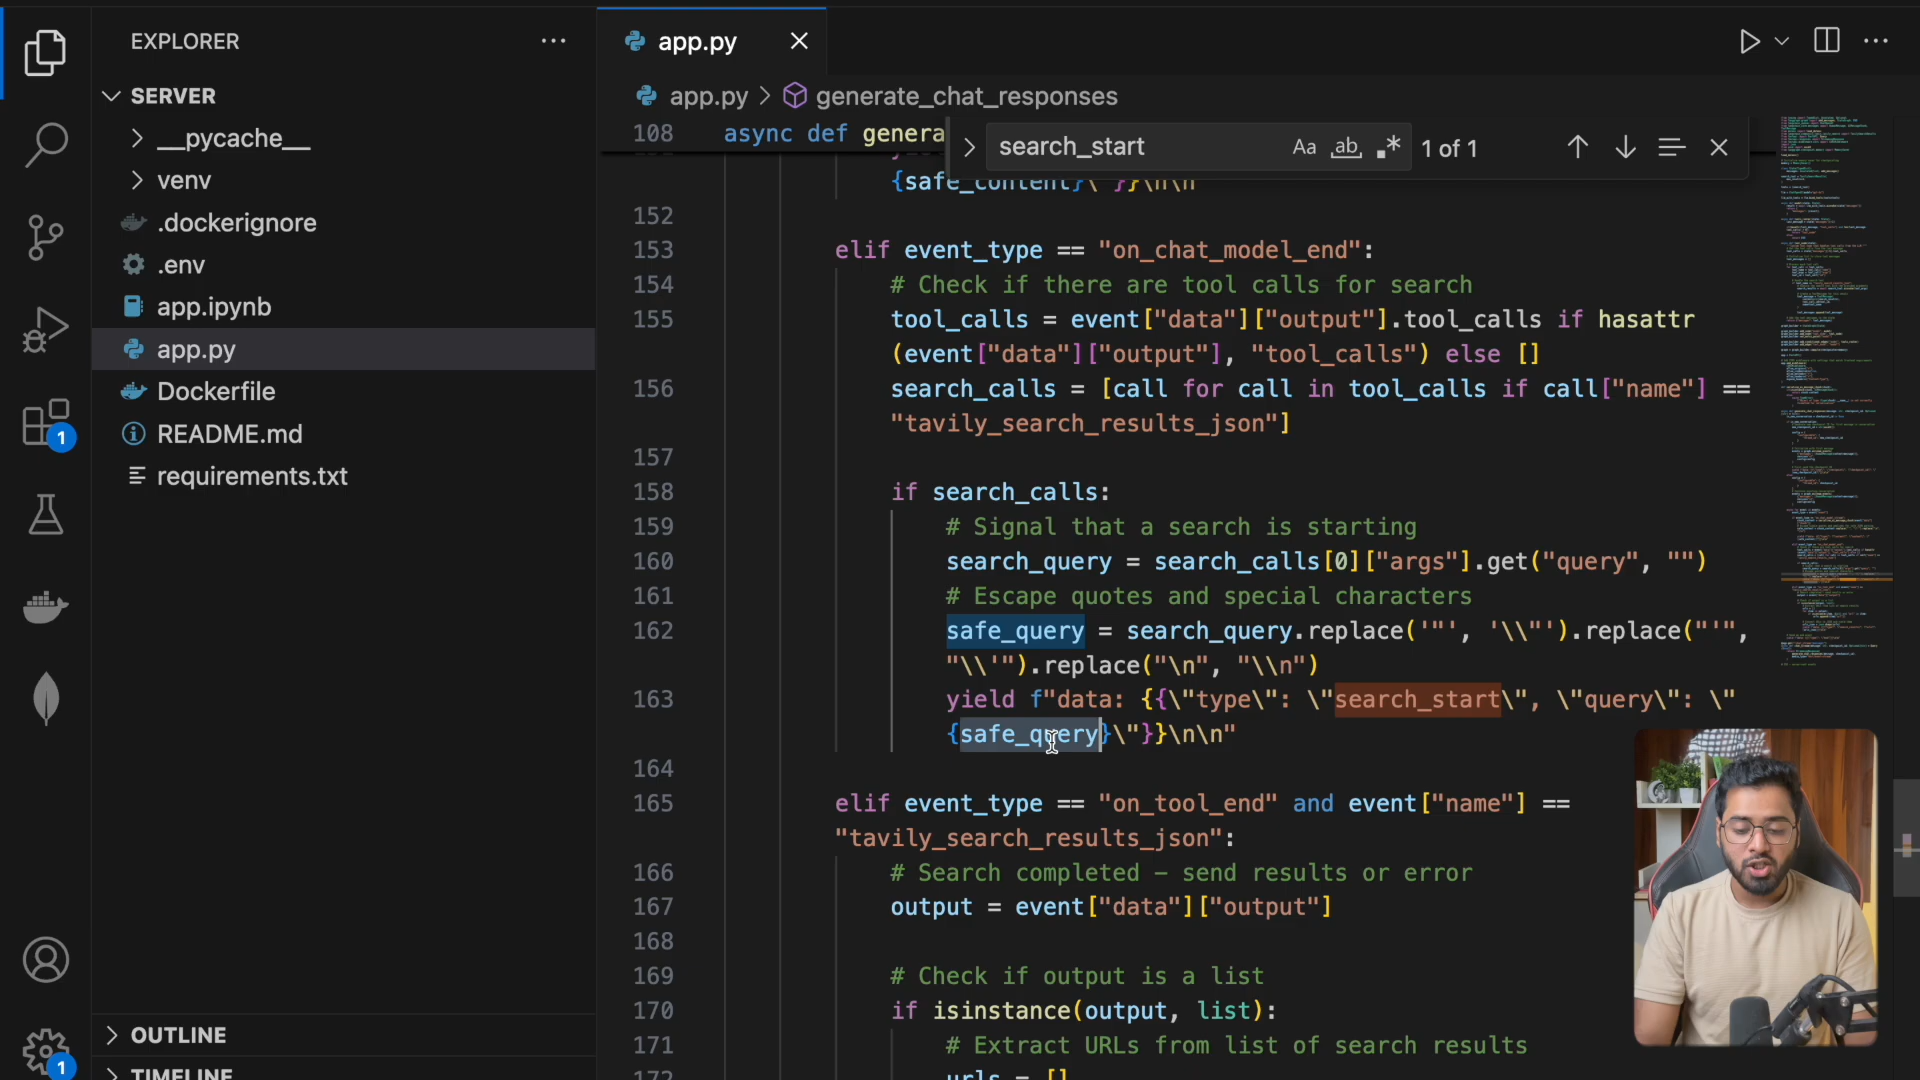 EXPLORER
SERVER
__pycache__
venv
.dockerignore
.env
app.ipynb
app.py
Dockerfile
README.md
requirements.txt
OUTLINE
TIMELINE
1
1
app.py
app.py > generate_chat_responses
search_start
Aa ab .*
1 of 1
108 async def genera
{safe_content}\"}}\n\n"
152
153 elif event_type == "on_chat_model_end":
154 # Check if there are tool calls for search
155 tool_calls = event["data"]["output"].tool_calls if hasattr
(event["data"]["output"], "tool_calls") else []
156 search_calls = [call for call in tool_calls if call["name"] ==
"tavily_search_results_json"]
157
158 if search_calls:
159 # Signal that a search is starting
160 search_query = search_calls[0]["args"].get("query", "")
161 # Escape quotes and special characters
162 safe_query = search_query.replace('"', '\\"').replace("'",
"\\'").replace("\n", "\\n")
163 yield f"data: {{\"type\": \"search_start\", \"query\": \"
{safe_query}\"}}\n\n"
164
165 elif event_type == "on_tool_end" and event["name"] ==
"tavily_search_results_json":
166 # Search completed – send results or error
167 output = event["data"]["output"]
168
169 # Check if output is a list
170 if isinstance(output, list):
171 # Extract URLs from list of search results
172 urls = []